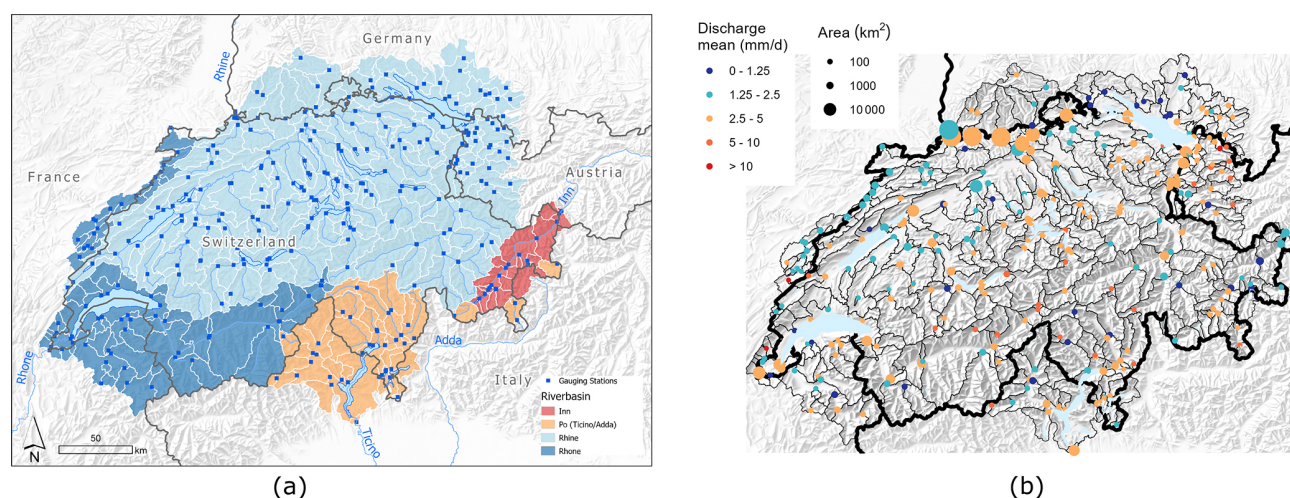 Germany
Rhine
France
Austria
Inn
Switzerland
Adda
Rhone
Italy
Ticino
Gauging Stations
Riverbasin
Inn
Po (Ticino/Adda)
Rhine
Rhone
N
50
km
(a)
Discharge
mean (mm/d)
0 - 1.25
1.25 - 2.5
2.5 - 5
5 - 10
> 10
Area (km²)
100
1000
10 000
(b)